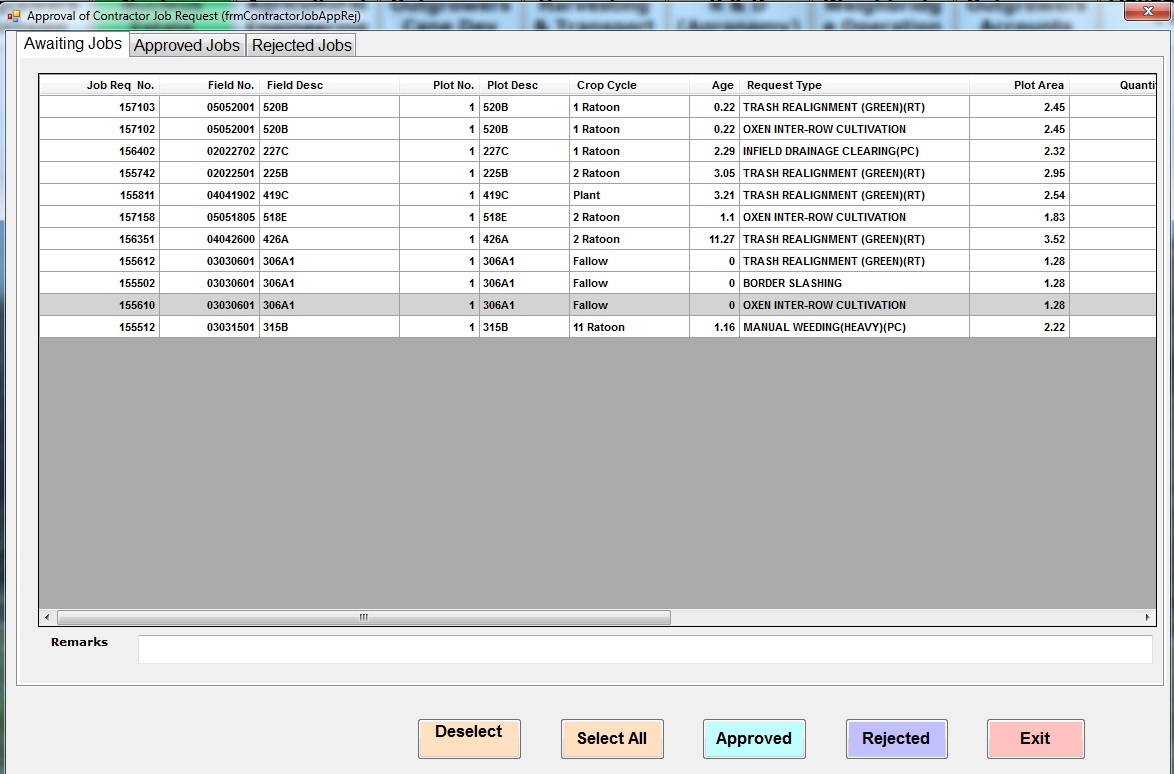 Approval of Contractor Job Request (frmContractorJobAppRej)
Awaiting Jobs Approved Jobs Rejected Jobs
Job Req No. Field No. Field Desc Plot No. Plot Desc Crop Cycle Age Request Type Plot Area Quanti
157103 05052001 520B 1 520B 1 Ratoon 0.22 TRASH REALIGNMENT (GREEN)(RT) 2.45
157102 05052001 520B 1 520B 1 Ratoon 0.22 OXEN INTER-ROW CULTIVATION 2.45
156402 02022702 227C 1 227C 1 Ratoon 2.29 INFIELD DRAINAGE CLEARING(PC) 2.32
155742 02022501 225B 1 225B 2 Ratoon 3.05 TRASH REALIGNMENT (GREEN)(RT) 2.95
155811 04041902 419C 1 419C Plant 3.21 TRASH REALIGNMENT (GREEN)(RT) 2.54
157158 05051805 518E 1 518E 2 Ratoon 1.1 OXEN INTER-ROW CULTIVATION 1.83
156351 04042600 426A 1 426A 2 Ratoon 11.27 TRASH REALIGNMENT (GREEN)(RT) 3.52
155612 03030601 306A1 1 306A1 Fallow 0 TRASH REALIGNMENT (GREEN)(RT) 1.28
155502 03030601 306A1 1 306A1 Fallow 0 BORDER SLASHING 1.28
155610 03030601 306A1 1 306A1 Fallow 0 OXEN INTER-ROW CULTIVATION 1.28
155512 03031501 315B 1 315B 11 Ratoon 1.16 MANUAL WEEDING(HEAVY)(PC) 2.22
Remarks
Deselect Select All Approved Rejected Exit